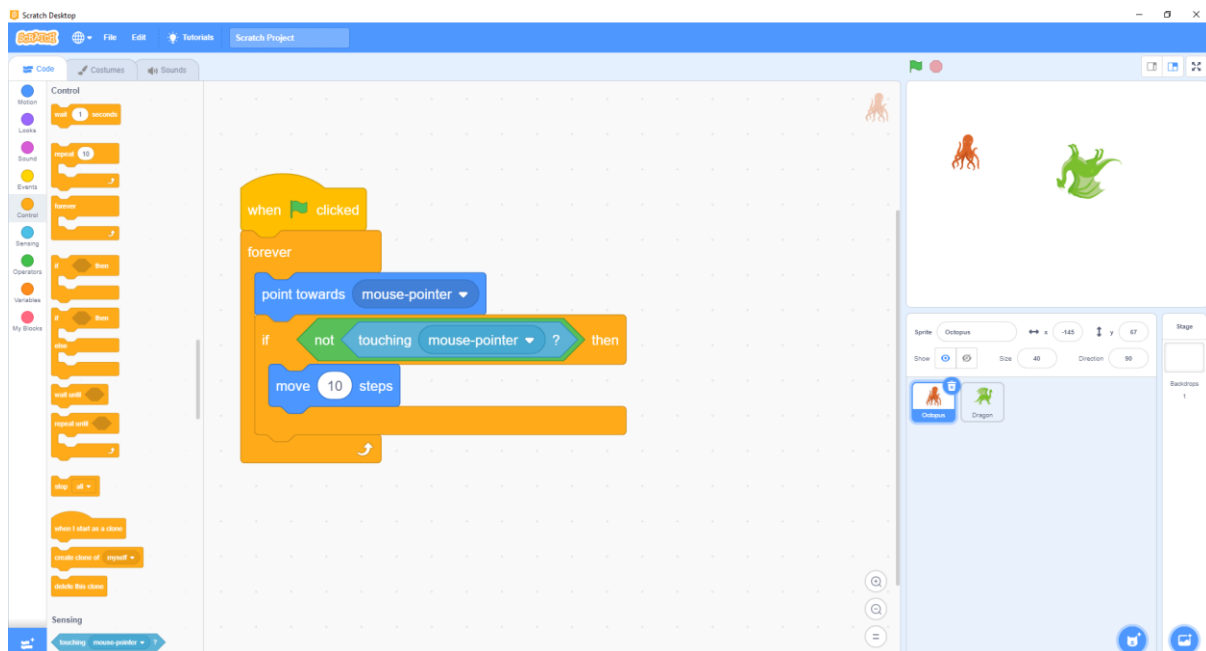 Scratch Desktop
SCRATCH File Edit Tutorials Scratch Project
Code Costumes Sounds
Motion
Looks
Sound
Events
Control
Sensing
Operators
Variables
My Blocks
Control
wait 1 seconds
repeat 10
forever
if then
if then
else
wait until
repeat until
stop all
when I start as a clone
create clone of myself
delete this clone
Sensing
touching mouse-pointer ?
when clicked
forever
point towards mouse-pointer
if not touching mouse-pointer ? then
move 10 steps
Sprite Octopus x -145 y 67
Show Size 40 Direction 90
Octopus Dragon
Stage
Backdrops
1